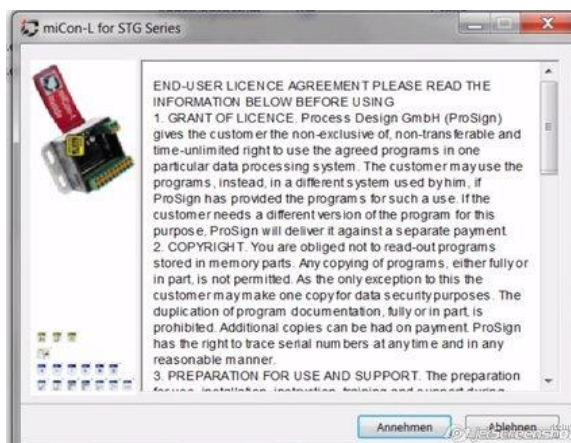 miCon-L for STG Series
END-USER LICENCE AGREEMENT PLEASE READ THE
INFORMATION BELOW BEFORE USING
1. GRANT OF LICENCE. Process Design GmbH (ProSign)
gives the customer the non-exclusive of, non-transferable and
time-unlimited right to use the agreed programs in one
particular data processing system. The customer may use the
programs, instead, in a different system used by him, if
ProSign has provided the programs for such a use. If the
customer needs a different version of the program for this
purpose, ProSign will deliver it against a separate payment.
2. COPYRIGHT. You are obliged not to read-out programs
stored in memory parts. Any copying of programs, either fully or
in part, is not permitted. As the only exception to this the
customer may make one copy for data security purposes. The
duplication of program documentation, fully or in part, is
prohibited. Additional copies can be had on payment. ProSign
has the right to trace serial numbers at any time and in any
reasonable manner.
3. PREPARATION FOR USE AND SUPPORT. The preparation
for use, installation, instruction, training and support during
Annehmen
Ablehnen